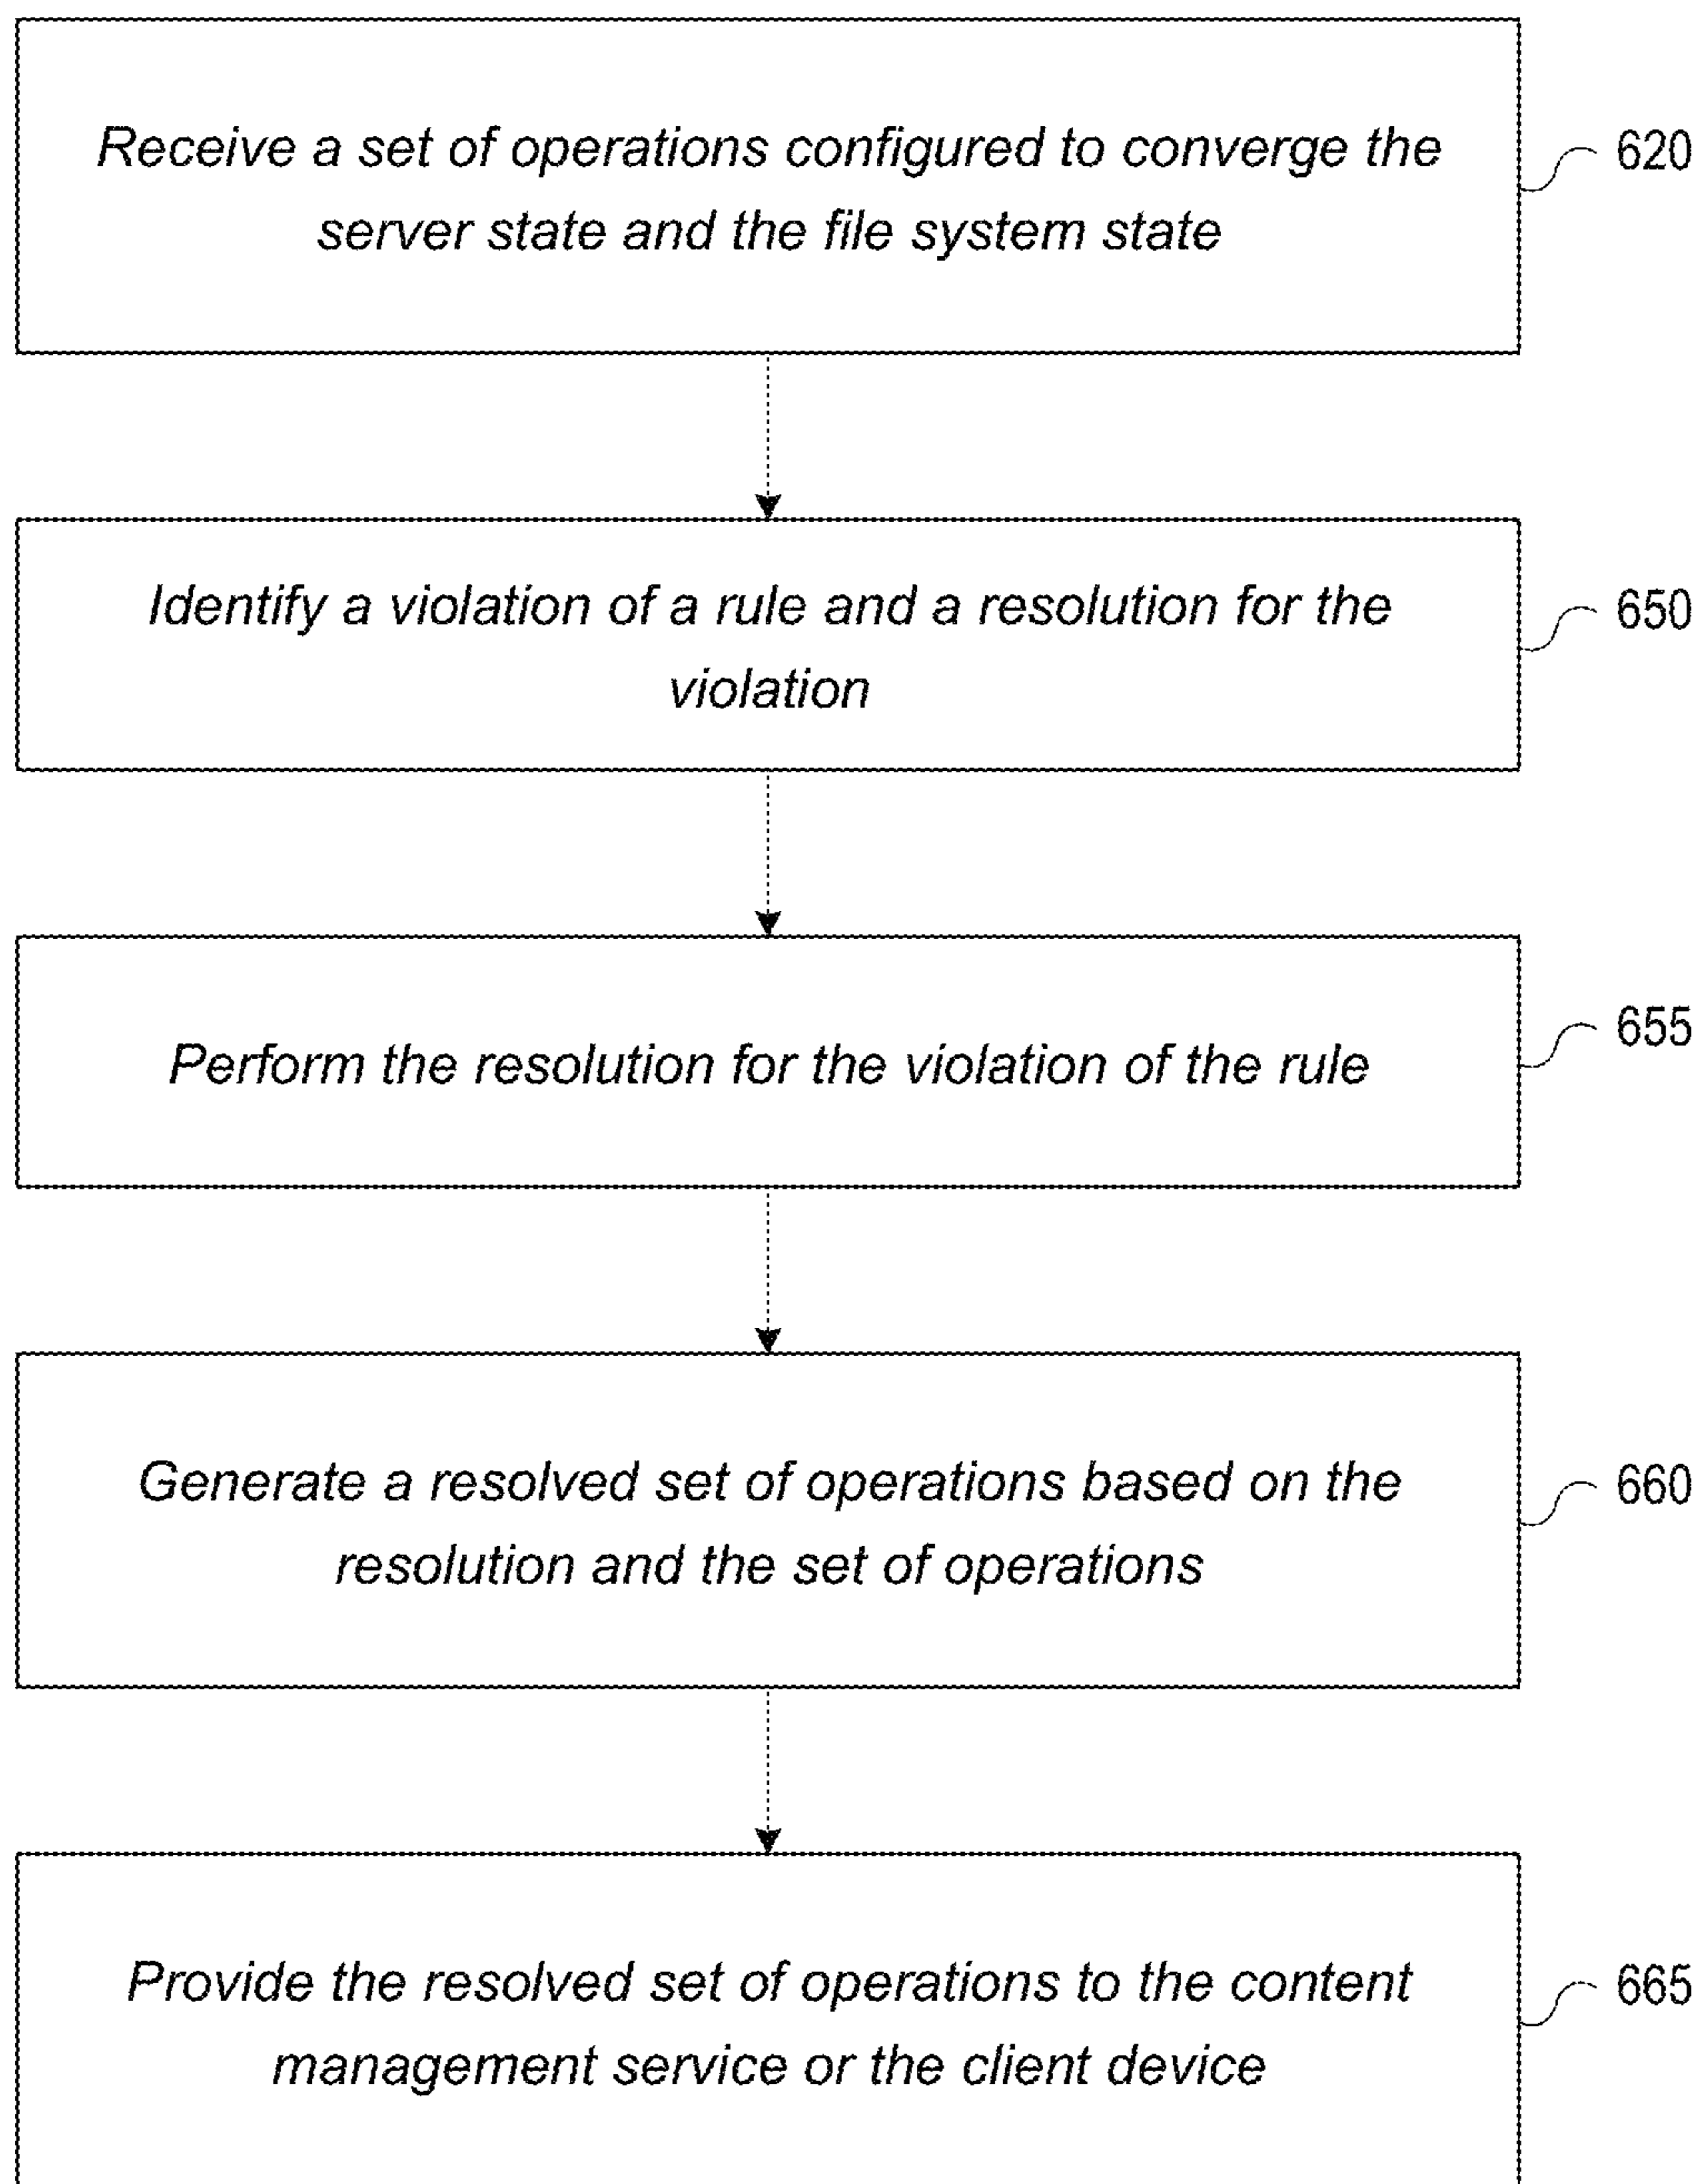 Receive a set of operations configured to converge the
server state and the file system state
620
Identify a violation of a rule and a resolution for the
violation
650
Perform the resolution for the violation of the rule
655
Generate a resolved set of operations based on the
resolution and the set of operations
660
Provide the resolved set of operations to the content
management service or the client device
665